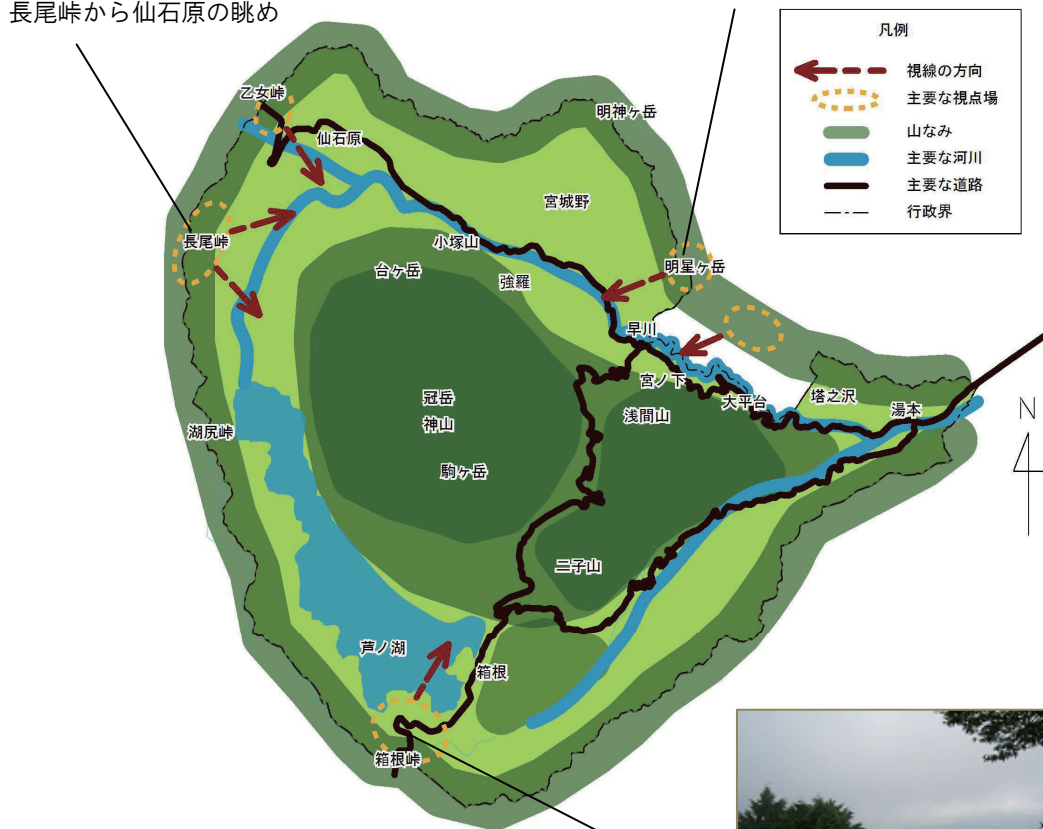 長尾峠から仙石原の眺め
凡例
視線の方向
主要な視点場
山なみ
主要な河川
主要な道路
行政界
乙女峠
仙石原
明神ヶ岳
宮城野
長尾峠
小塚山
台ヶ岳
強羅
明星ヶ岳
早川
宮ノ下
大平台
塔之沢
湯本
冠岳
神山
浅間山
湖尻峠
駒ヶ岳
N
二子山
芦ノ湖
箱根
箱根峠